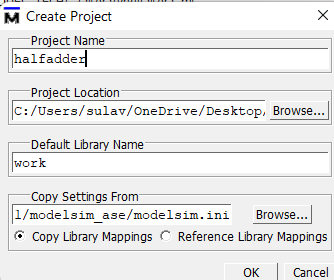 Create Project
Project Name
halfadder
Project Location
C:/Users/sulav/OneDrive/Desktop/ Browse...
Default Library Name
work
Copy Settings From
l/modelsim_ase/modelsim.ini Browse...
Copy Library Mappings Reference Library Mappings
OK Cancel